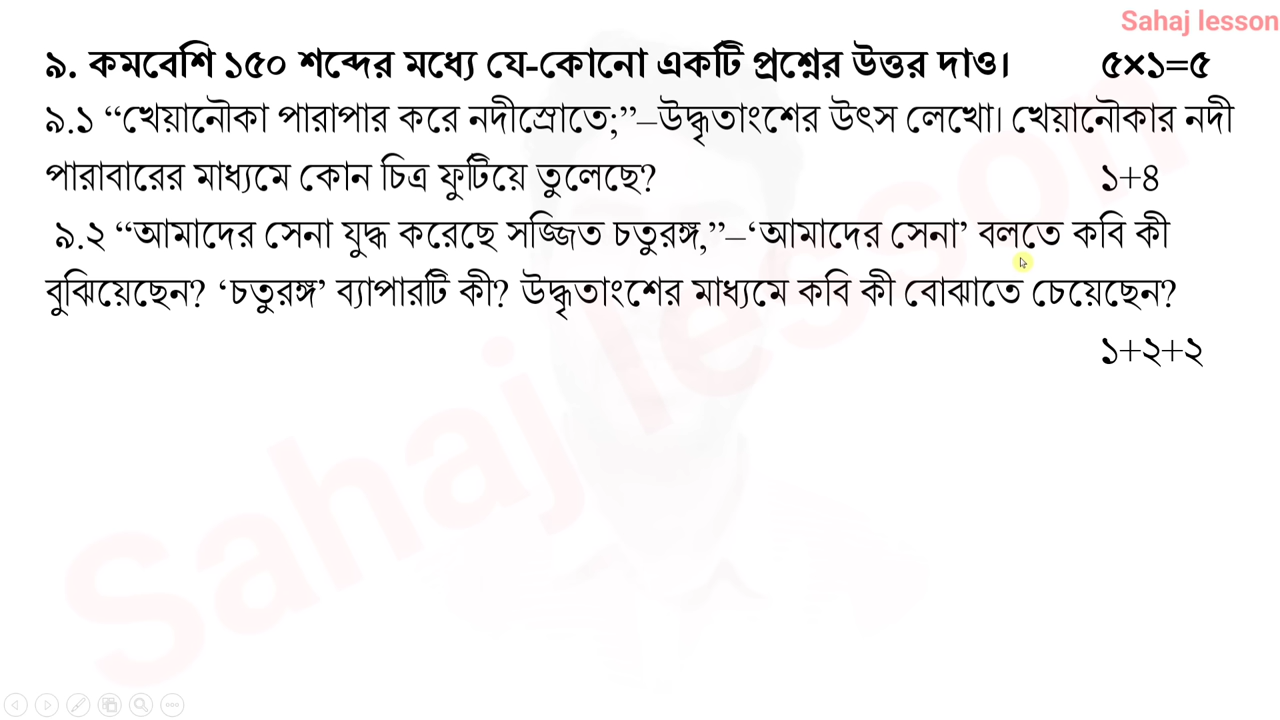 Sahaj lesson
৯. কমবেশি ১৫০ শব্দের মধ্যে যে-কোনো একটি প্রশ্নের উত্তর দাও। ৫×১=৫
৯.১ “খেয়ানৌকা পারাপার করে নদীস্রোতে;”–উদ্ধৃতাংশের উৎস লেখো। খেয়ানৌকার নদী
পারাবারের মাধ্যমে কোন চিত্র ফুটিয়ে তুলেছে? ১+৪
৯.২ “আমাদের সেনা যুদ্ধ করেছে সজ্জিত চতুরঙ্গ,”–‘আমাদের সেনা’ বলতে কবি কী
বুঝিয়েছেন? ‘চতুরঙ্গ’ ব্যাপারটি কী? উদ্ধৃতাংশের মাধ্যমে কবি কী বোঝাতে চেয়েছেন?
১+২+২
Sahaj lesson